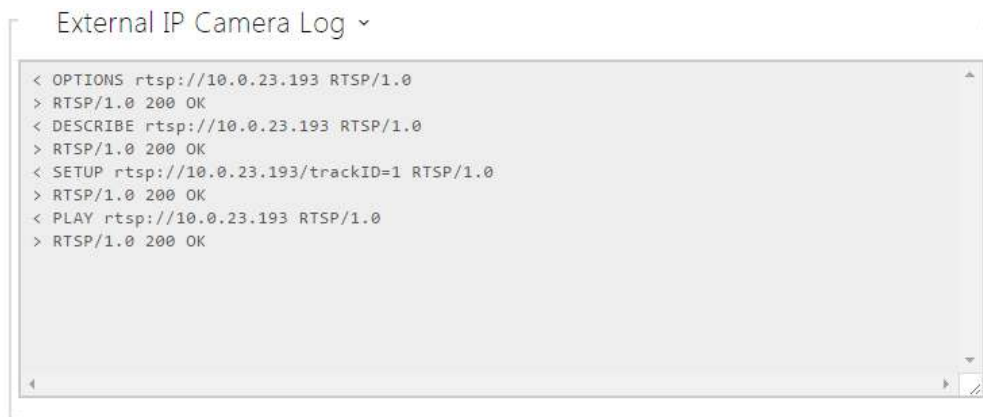 External IP Camera Log
< OPTIONS rtsp://10.0.23.193 RTSP/1.0
> RTSP/1.0 200 OK
< DESCRIBE rtsp://10.0.23.193 RTSP/1.0
> RTSP/1.0 200 OK
< SETUP rtsp://10.0.23.193/trackID=1 RTSP/1.0
> RTSP/1.0 200 OK
< PLAY rtsp://10.0.23.193 RTSP/1.0
> RTSP/1.0 200 OK